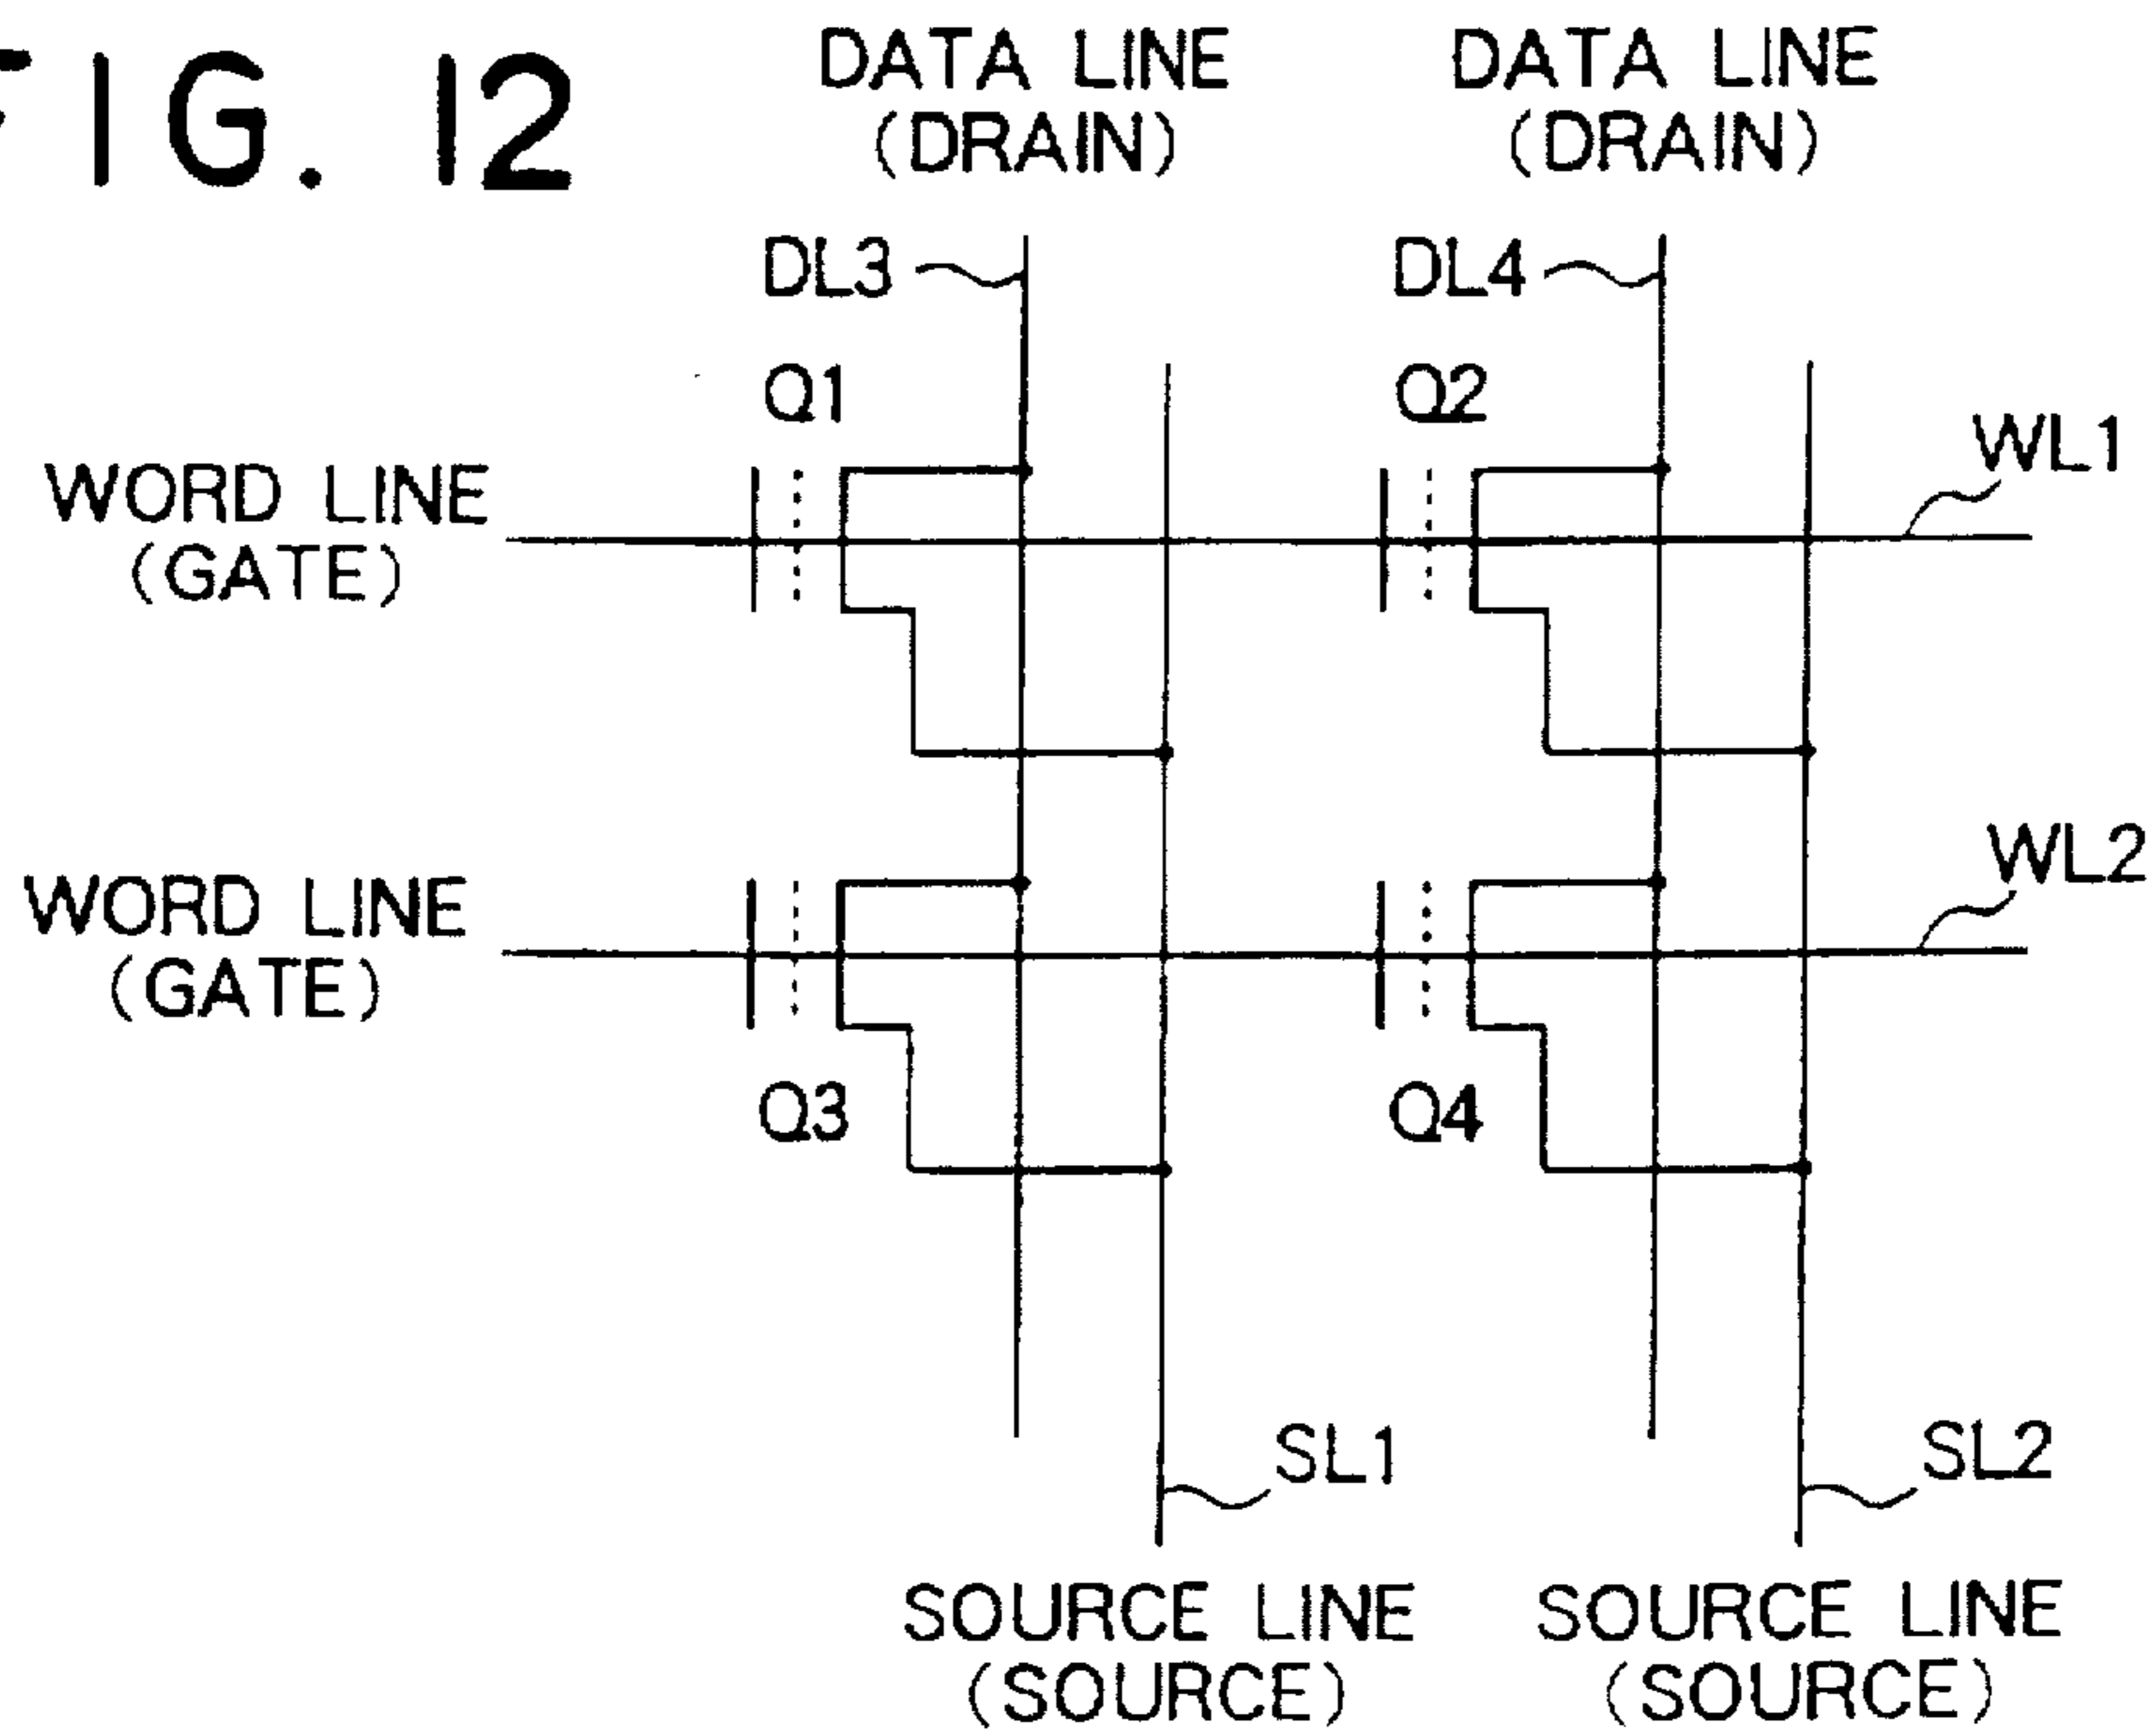 FIG. 12
DATA LINE
(DRAIN)
DATA LINE
(DRAIN)
DL3
DL4
Q1
Q2
WL1
WORD LINE
(GATE)
WL2
WORD LINE
(GATE)
Q3
Q4
SL1
SL2
SOURCE LINE
(SOURCE)
SOURCE LINE
(SOURCE)